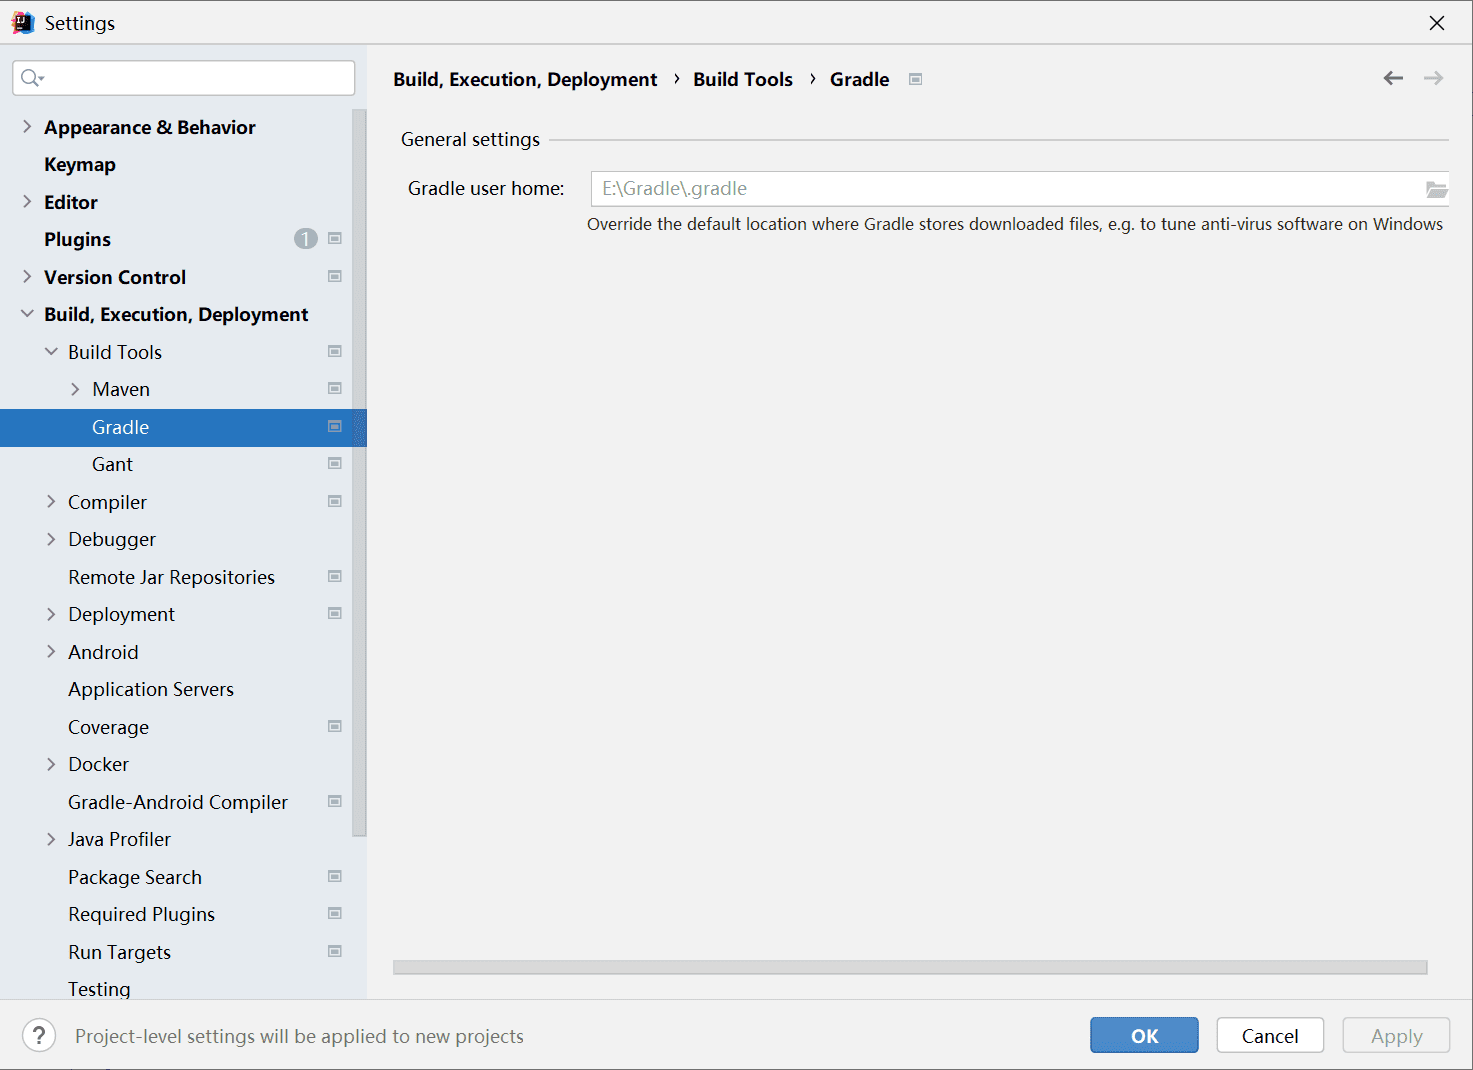 Settings
Build, Execution, Deployment › Build Tools › Gradle
Appearance & Behavior
Keymap
Editor
Plugins 1
Version Control
Build, Execution, Deployment
Build Tools
Maven
Gradle
Gant
Compiler
Debugger
Remote Jar Repositories
Deployment
Android
Application Servers
Coverage
Docker
Gradle-Android Compiler
Java Profiler
Package Search
Required Plugins
Run Targets
Testing
General settings
Gradle user home: E:\Gradle\.gradle
Override the default location where Gradle stores downloaded files, e.g. to tune anti-virus software on Windows
? Project-level settings will be applied to new projects
OK Cancel Apply